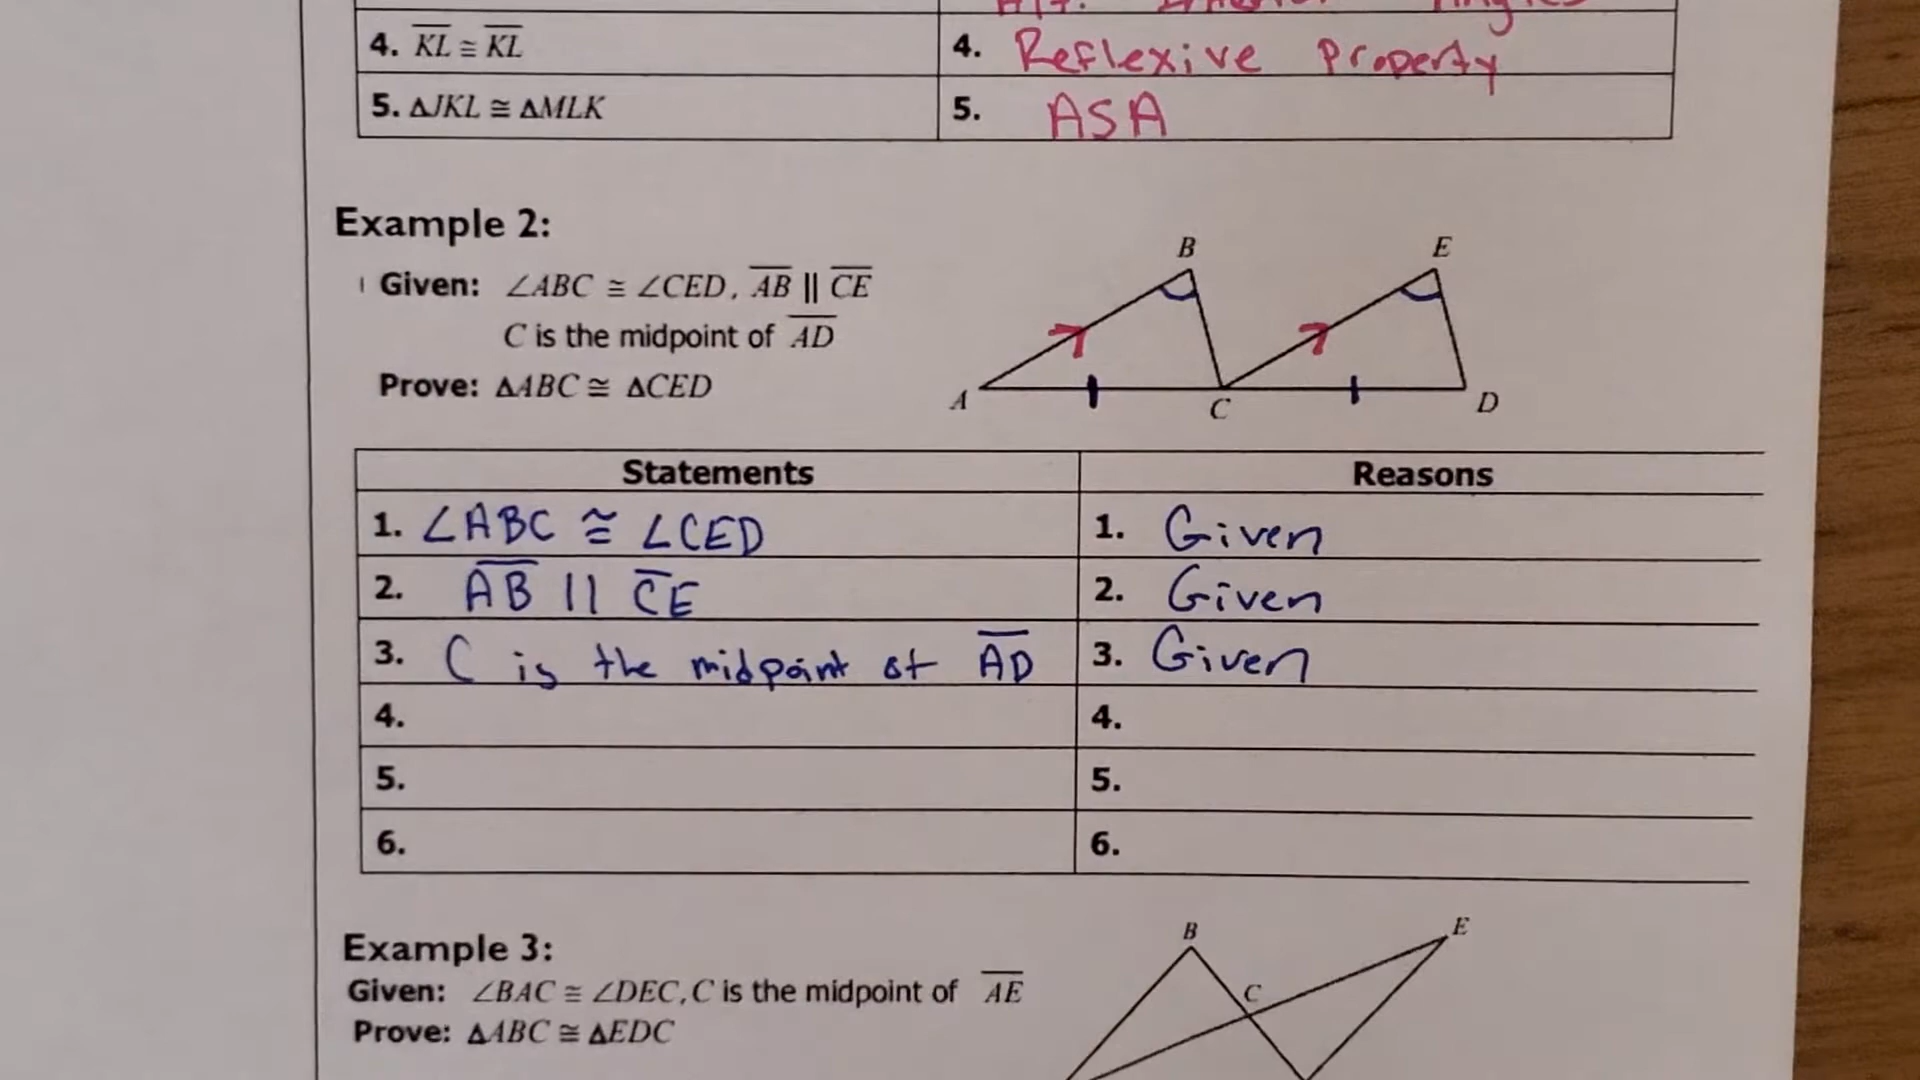 4. KL ≅ KL 4. Reflexive Property
5. ΔJKL ≅ ΔMLK 5. ASA
Example 2:
Given: ∠ABC ≅ ∠CED, AB || CE
C is the midpoint of AD
Prove: ΔABC ≅ ΔCED
B E
A C D
Statements Reasons
1. ∠ABC ≅ ∠CED 1. Given
2. AB || CE 2. Given
3. C is the midpoint of AD 3. Given
4. 4.
5. 5.
6. 6.
Example 3:
Given: ∠BAC ≅ ∠DEC, C is the midpoint of AE
Prove: ΔABC ≅ ΔEDC
B E
C